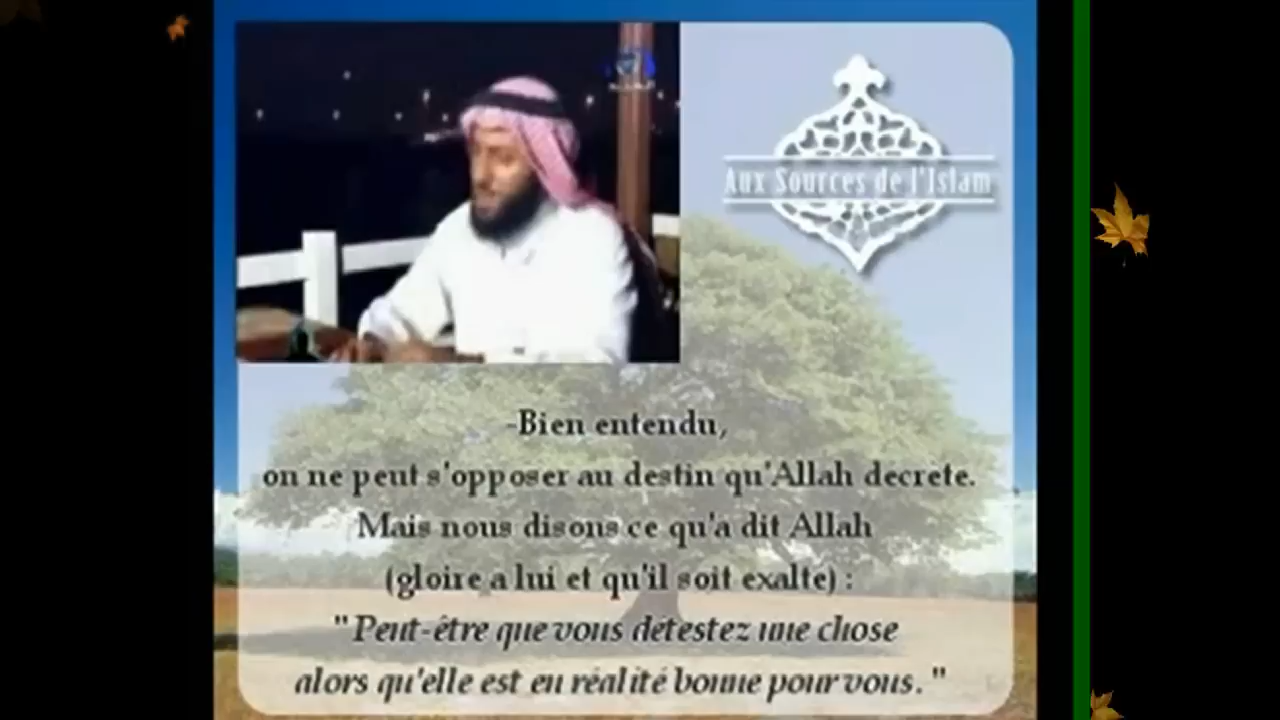 Aux Sources de l'Islam
-Bien entendu,
on ne peut s'opposer au destin qu'Allah decrete.
Mais nous disons ce qu'a dit Allah
(gloire a lui et qu'il soit exalte) :
"Peut-être que vous détestez une chose
alors qu'elle est en réalité bonne pour vous."